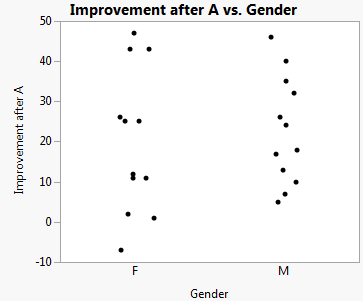 Improvement after A vs. Gender
50
40
30
20
10
0
-10
Improvement after A
F M
Gender